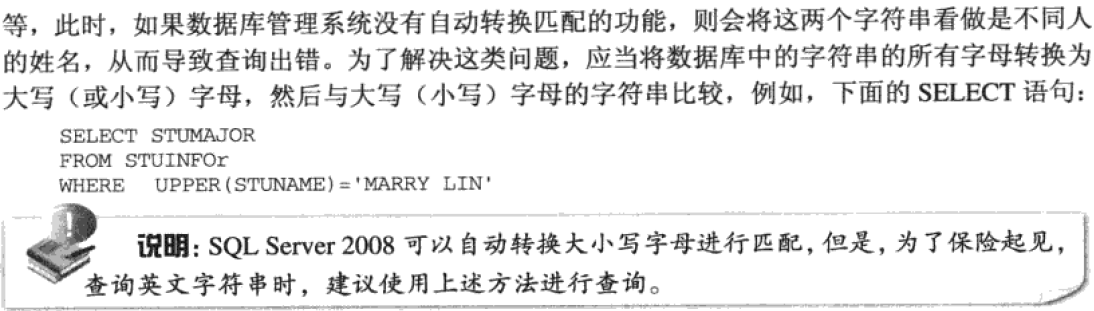 等，此时，如果数据库管理系统没有自动转换匹配的功能，则会将这两个字符串看做是不同人
的姓名，从而导致查询出错。为了解决这类问题，应当将数据库中的字符串的所有字母转换为
大写（或小写）字母，然后与大写（小写）字母的字符串比较，例如，下面的 SELECT 语句：
SELECT STUMAJOR
FROM STUINFOr
WHERE  UPPER(STUNAME)='MARRY LIN'
说明：SQL Server 2008 可以自动转换大小写字母进行匹配，但是，为了保险起见，
查询英文字符串时，建议使用上述方法进行查询。